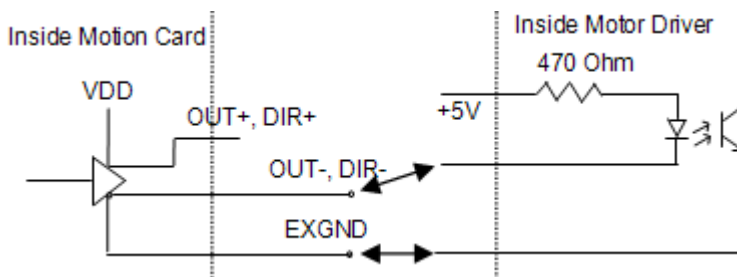 Inside Motion Card
Inside Motor Driver
470 Ohm
VDD
OUT+, DIR+
+5V
OUT-, DIR-
EXGND